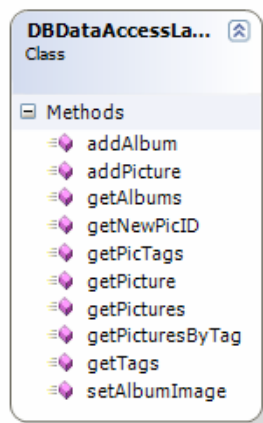 DBDataAccessLa...
Class
Methods
addAlbum
addPicture
getAlbums
getNewPicID
getPicTags
getPicture
getPictures
getPicturesByTag
getTags
setAlbumImage